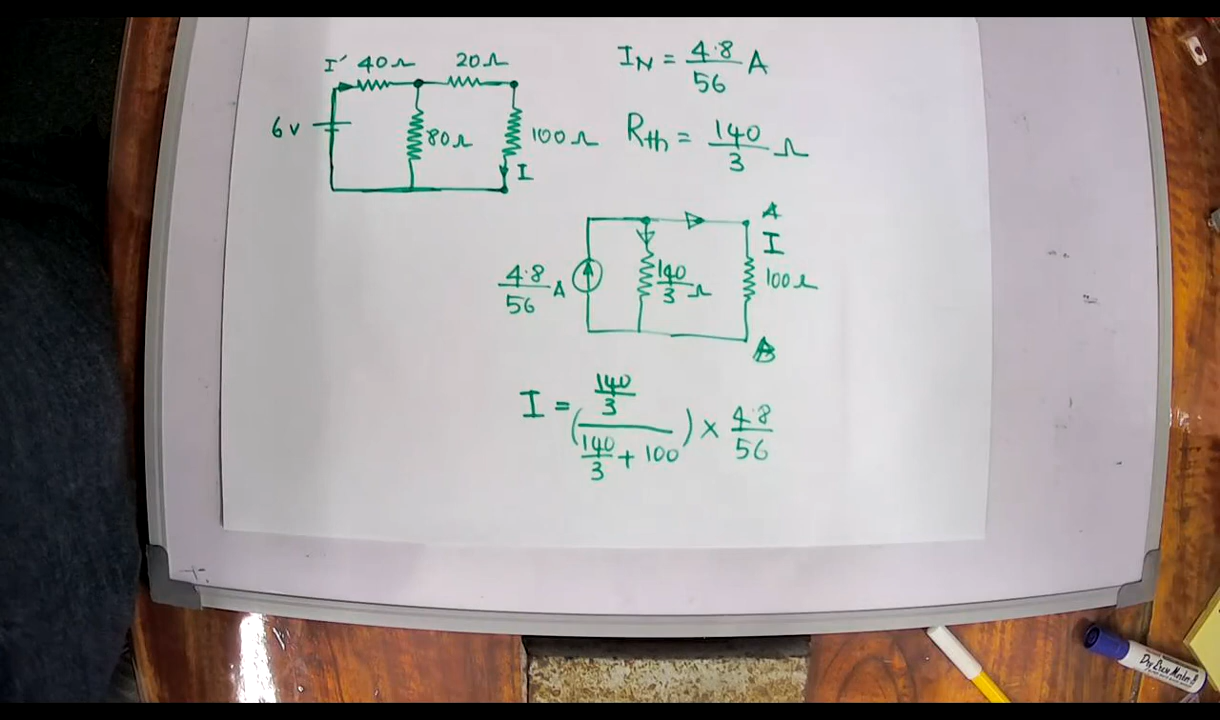 I′ 40Ω 20Ω
6v 80Ω 100Ω
I
I_N = 4.8/56 A
R_th = 140/3 Ω
A
I
4.8/56 A 140/3 Ω 100Ω
B
I = ((140/3)/(140/3 + 100)) × 4.8/56
Dry Erase Marker